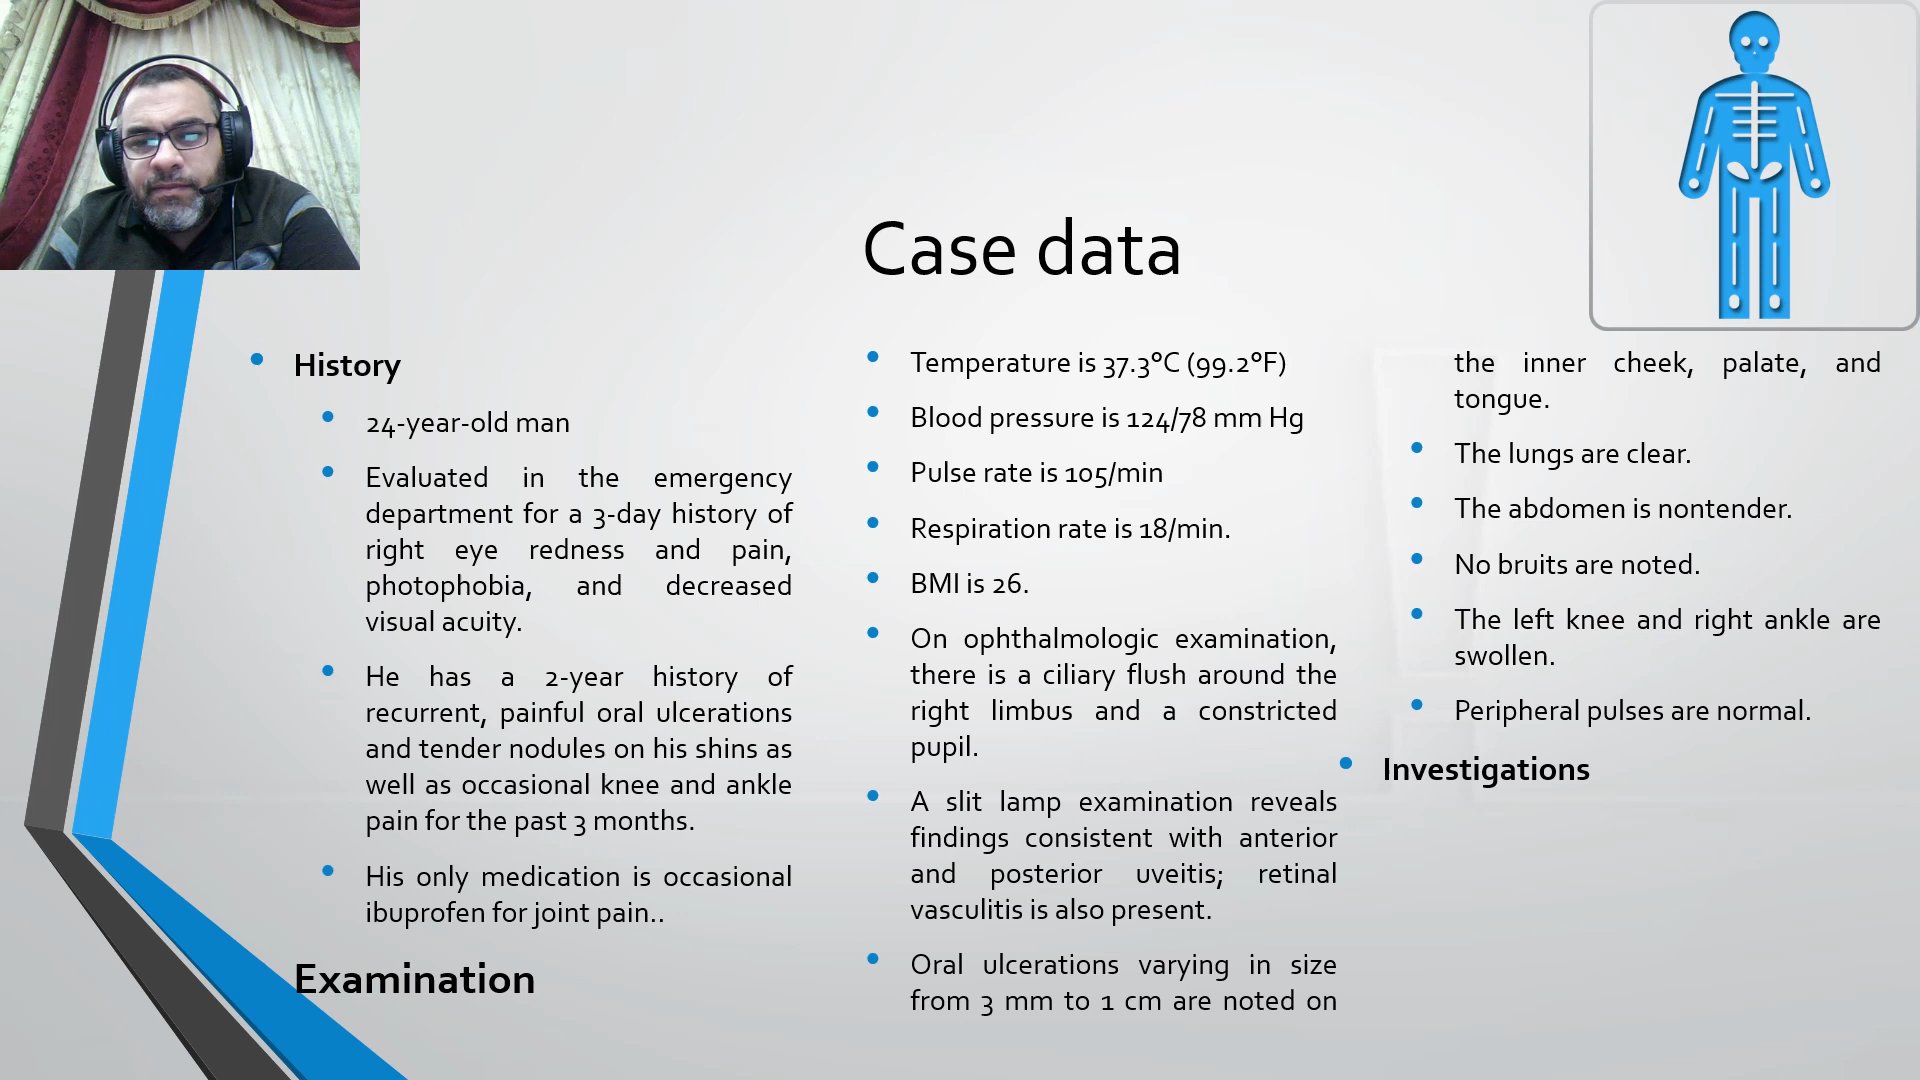 Case data
History
24-year-old man
Evaluated in the emergency
department for a 3-day history of
right eye redness and pain,
photophobia, and decreased
visual acuity.
He has a 2-year history of
recurrent, painful oral ulcerations
and tender nodules on his shins as
well as occasional knee and ankle
pain for the past 3 months.
His only medication is occasional
ibuprofen for joint pain..
Examination
Temperature is 37.3°C (99.2°F)
Blood pressure is 124/78 mm Hg
Pulse rate is 105/min
Respiration rate is 18/min.
BMI is 26.
On ophthalmologic examination,
there is a ciliary flush around the
right limbus and a constricted
pupil.
A slit lamp examination reveals
findings consistent with anterior
and posterior uveitis; retinal
vasculitis is also present.
Oral ulcerations varying in size
from 3 mm to 1 cm are noted on
the inner cheek, palate, and
tongue.
The lungs are clear.
The abdomen is nontender.
No bruits are noted.
The left knee and right ankle are
swollen.
Peripheral pulses are normal.
Investigations